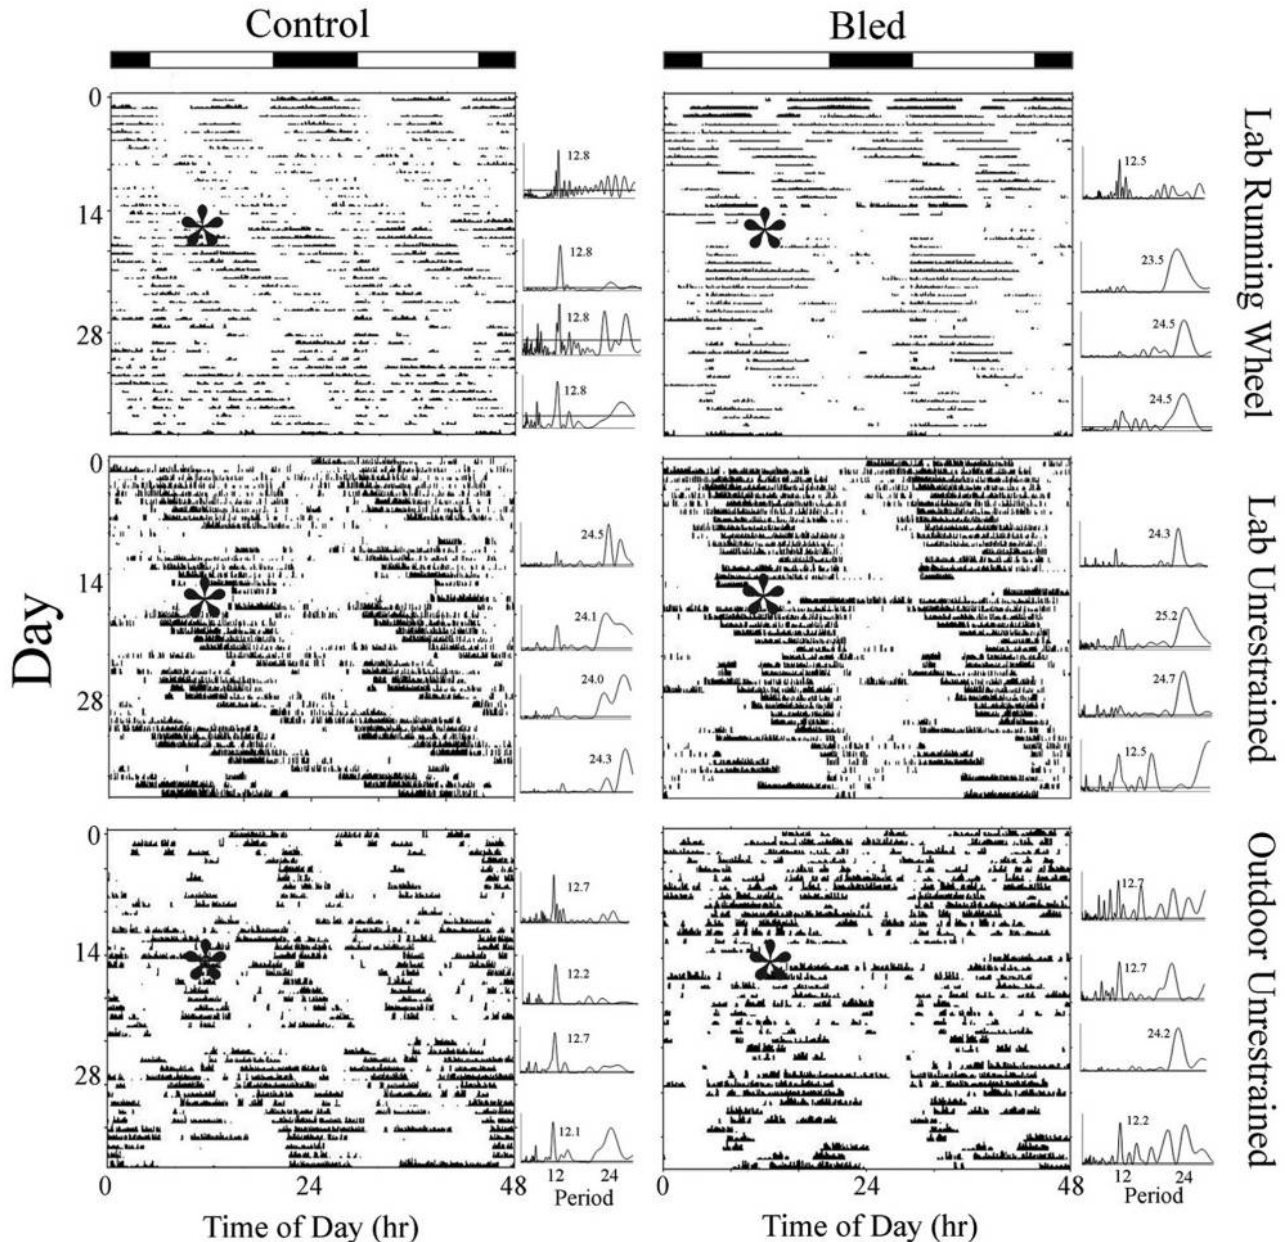 Control
Bled
0
14
28
12.8
12.8
12.8
12.8
12.5
23.5
24.5
24.5
Lab Running Wheel
Day
0
14
28
24.5
24.1
24.0
24.3
24.3
25.2
24.7
12.5
Lab Unrestrained
0
14
28
12.7
12.2
12.7
12.1
12.7
12.7
24.2
12.2
Outdoor Unrestrained
0 24 48
12 24
Period
0 24 48
12 24
Period
Time of Day (hr)
Time of Day (hr)